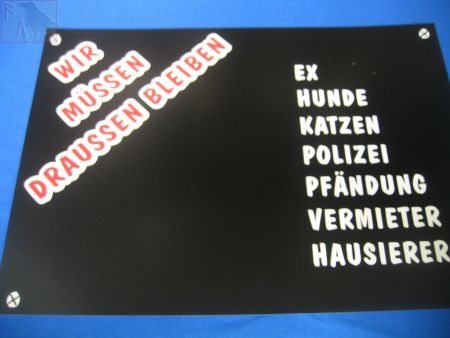 WIR
MÜSSEN
DRAUSSEN BLEIBEN
EX
HUNDE
KATZEN
POLIZEI
PFÄNDUNG
VERMIETER
HAUSIERER